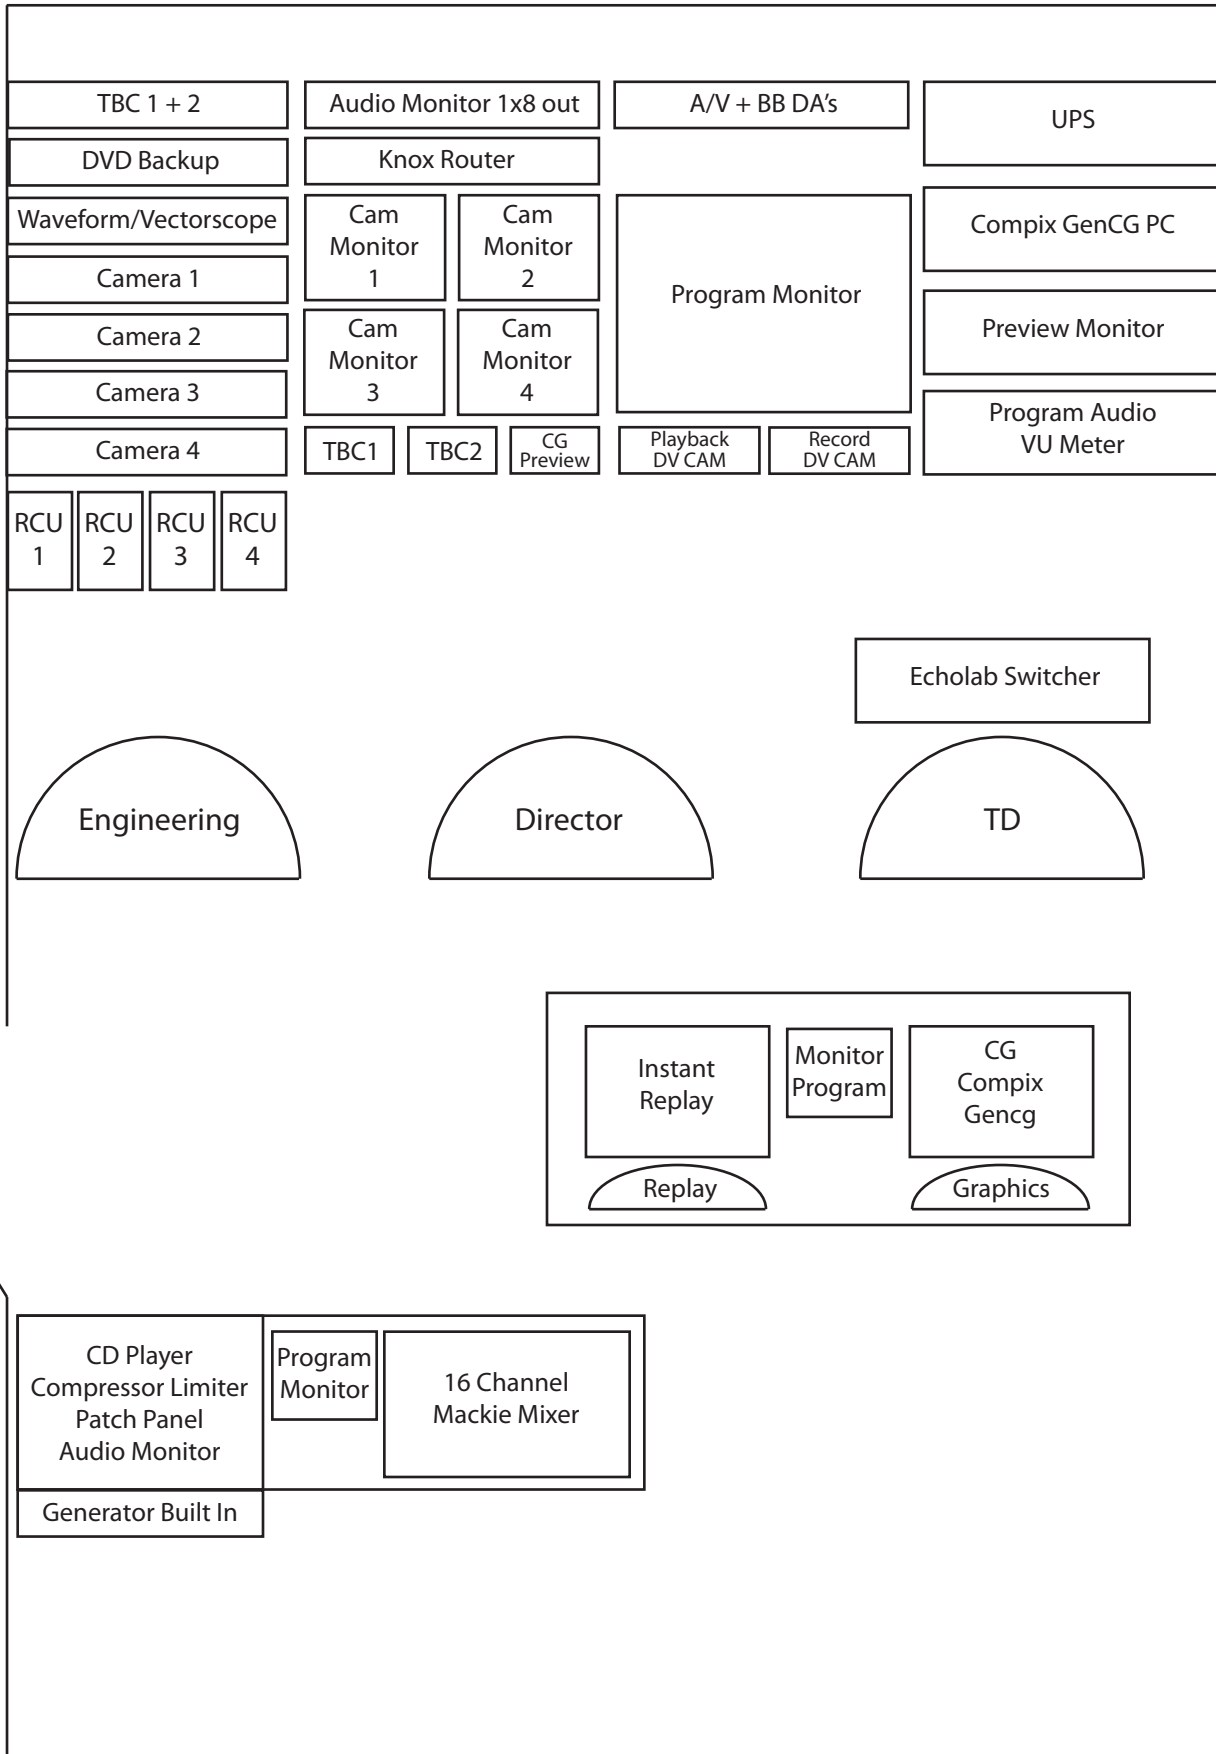 TBC 1 + 2
Audio Monitor 1x8 out
A/V + BB DA's
UPS
DVD Backup
Knox Router
Waveform/Vectorscope
Cam
Monitor
1
Cam
Monitor
2
Program Monitor
Compix GenCG PC
Camera 1
Camera 2
Cam
Monitor
3
Cam
Monitor
4
Preview Monitor
Camera 3
Program Audio
VU Meter
Camera 4
TBC1
TBC2
CG
Preview
Playback
DV CAM
Record
DV CAM
RCU
1
RCU
2
RCU
3
RCU
4
Echolab Switcher
Engineering
Director
TD
Instant
Replay
Monitor
Program
CG
Compix
Gencg
Replay
Graphics
CD Player
Compressor Limiter
Patch Panel
Audio Monitor
Program
Monitor
16 Channel
Mackie Mixer
Generator Built In